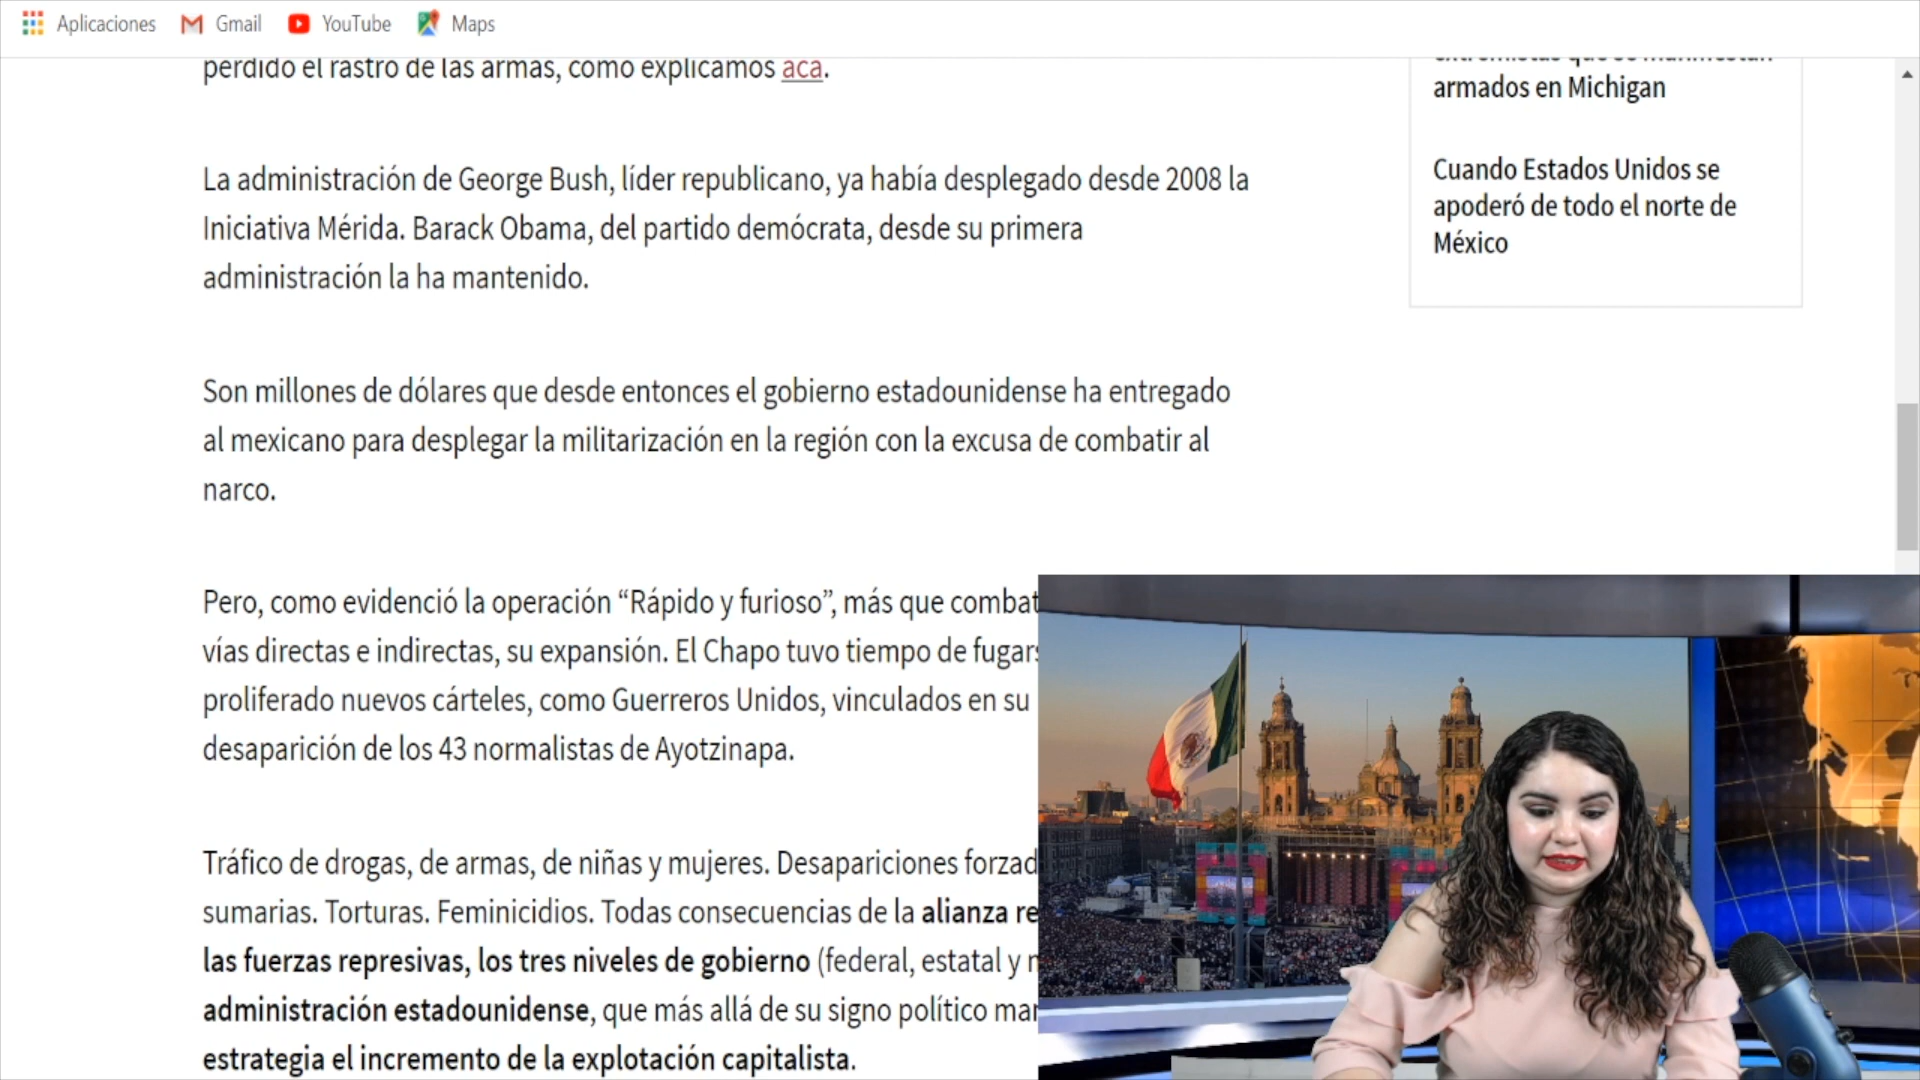 Aplicaciones Gmail YouTube Maps
perdido el rastro de las armas, como explicamos acá.
La administración de George Bush, líder republicano, ya había desplegado desde 2008 la
Iniciativa Mérida. Barack Obama, del partido demócrata, desde su primera
administración la ha mantenido.
Son millones de dólares que desde entonces el gobierno estadounidense ha entregado
al mexicano para desplegar la militarización en la región con la excusa de combatir al
narco.
Pero, como evidenció la operación “Rápido y furioso”, más que combat
vías directas e indirectas, su expansión. El Chapo tuvo tiempo de fugars
proliferado nuevos cárteles, como Guerreros Unidos, vinculados en su
desaparición de los 43 normalistas de Ayotzinapa.
Tráfico de drogas, de armas, de niñas y mujeres. Desapariciones forzad
sumarias. Torturas. Feminicidios. Todas consecuencias de la alianza re
las fuerzas represivas, los tres niveles de gobierno (federal, estatal y m
administración estadounidense, que más allá de su signo político man
estrategia el incremento de la explotación capitalista.
extremistas que se manifiestan
armados en Michigan
Cuando Estados Unidos se
apoderó de todo el norte de
México